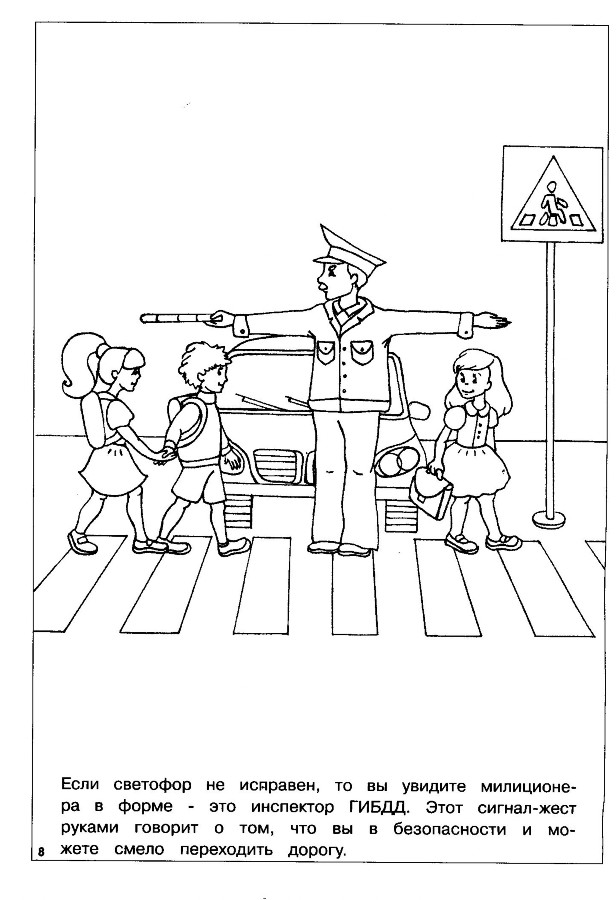 Если светофор не исправен, то вы увидите милиционе-
ра в форме - это инспектор ГИБДД. Этот сигнал-жест
руками говорит о том, что вы в безопасности и мо-
жете смело переходить дорогу.
8